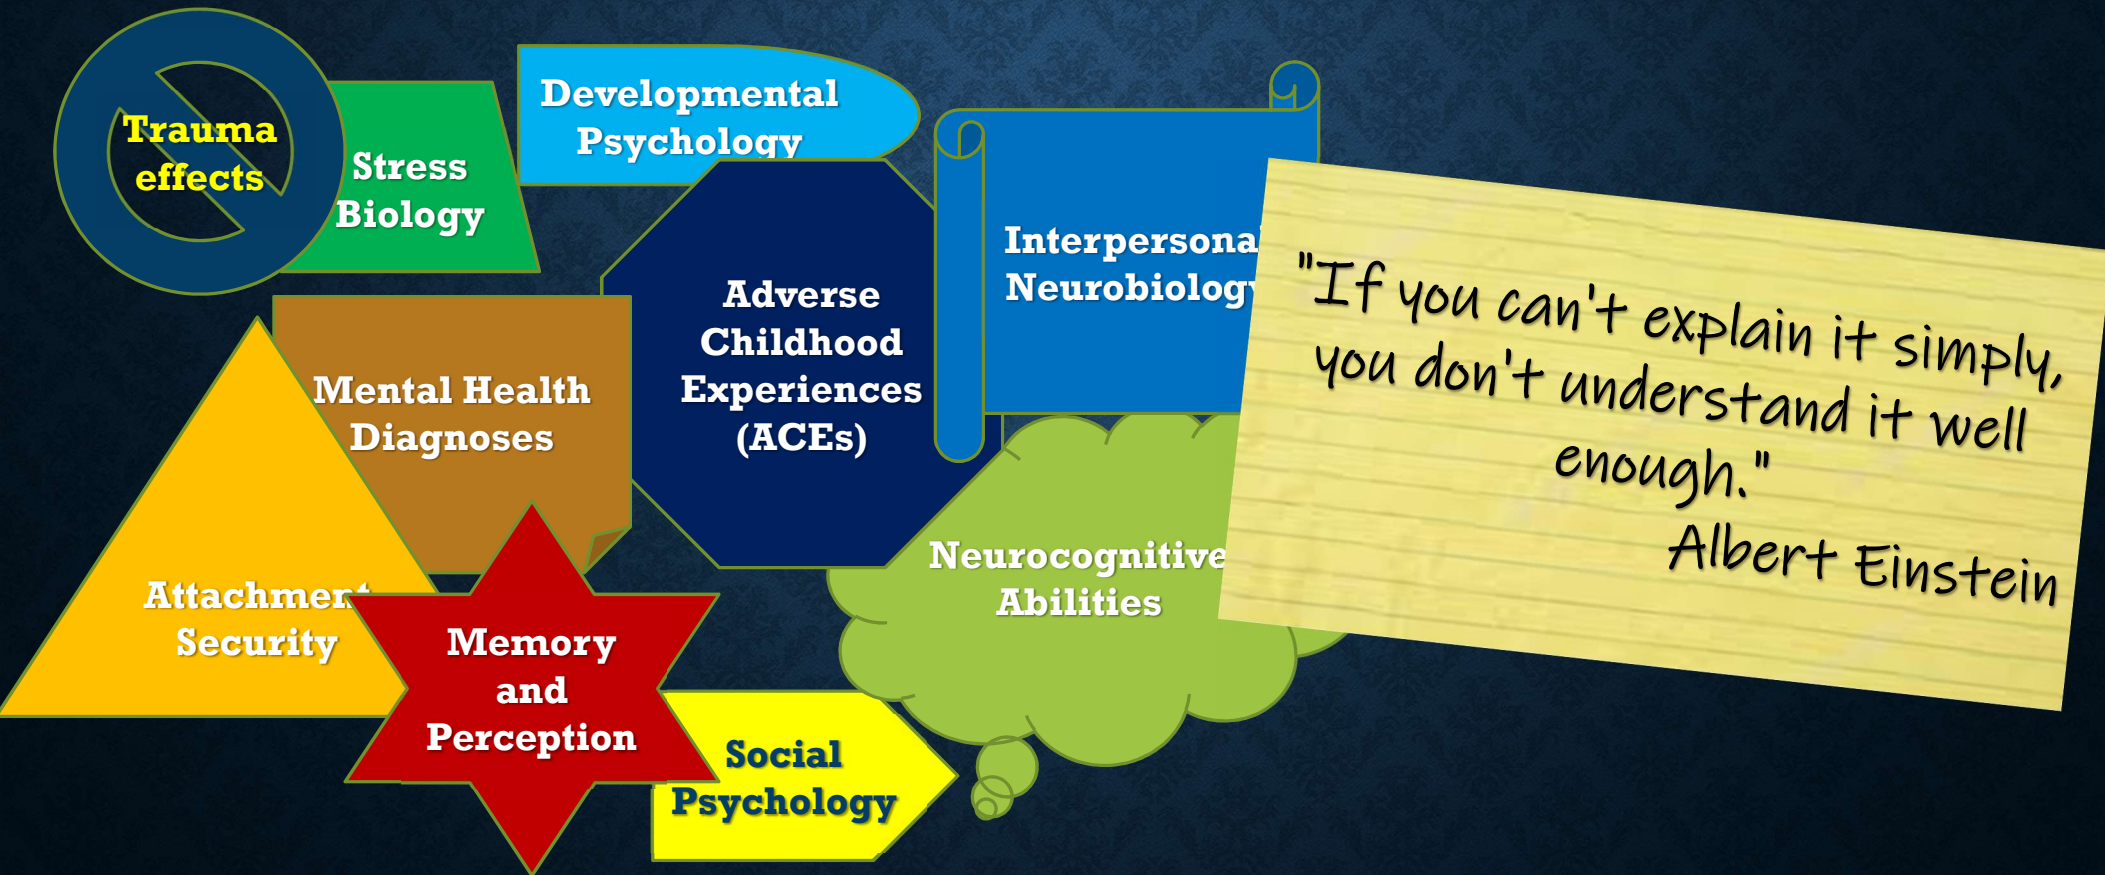 Trauma
effects
Stress
Biology
Developmental
Psychology
Adverse
Childhood
Experiences
(ACEs)
Interpersona
Neurobiology
Mental Health
Diagnoses
Attachment
Security
Memory
and
Perception
Social
Psychology
Neurocognitive
Abilities
"If you can't explain it simply,
you don't understand it well
enough."
Albert Einstein